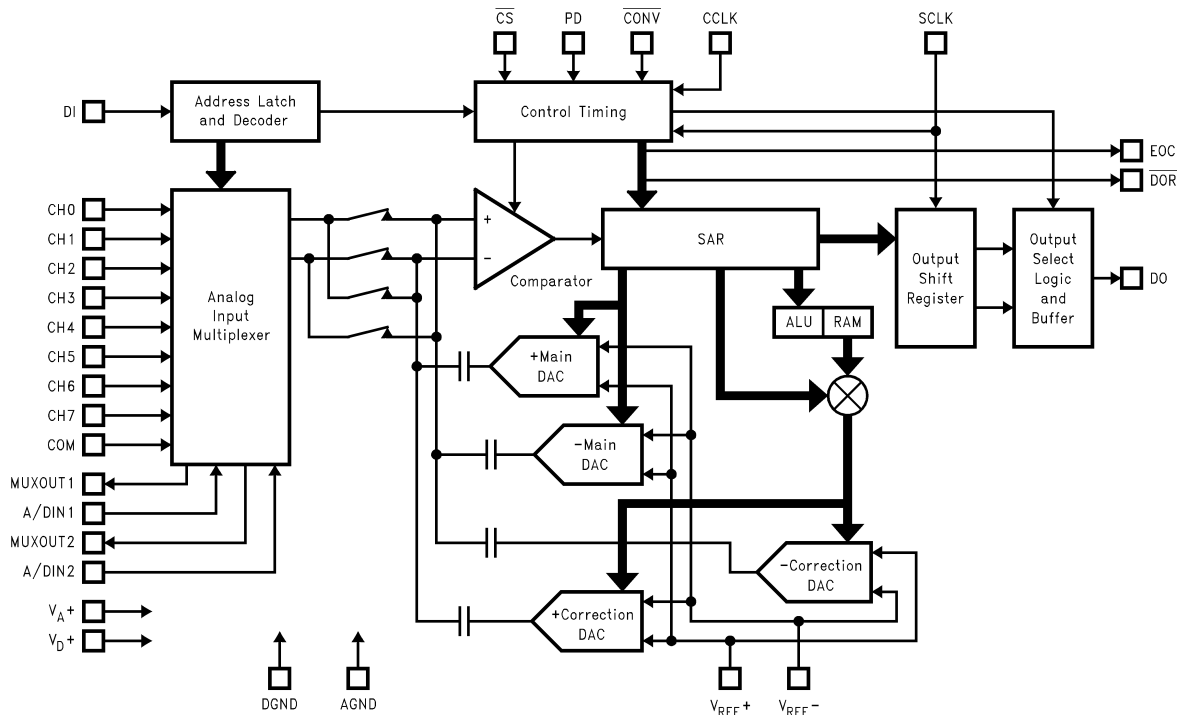 CS
PD
CONV
CCLK
SCLK
DI
Address Latch
and Decoder
Control Timing
EOC
DOR
CH0
CH1
CH2
CH3
CH4
CH5
CH6
CH7
COM
MUXOUT1
A/DIN1
MUXOUT2
A/DIN2
VA+
VD+
Analog
Input
Multiplexer
+
−
Comparator
SAR
ALU
RAM
Output
Shift
Register
Output
Select
Logic
and
Buffer
DO
+Main
DAC
−Main
DAC
−Correction
DAC
+Correction
DAC
DGND
AGND
VREF+
VREF−